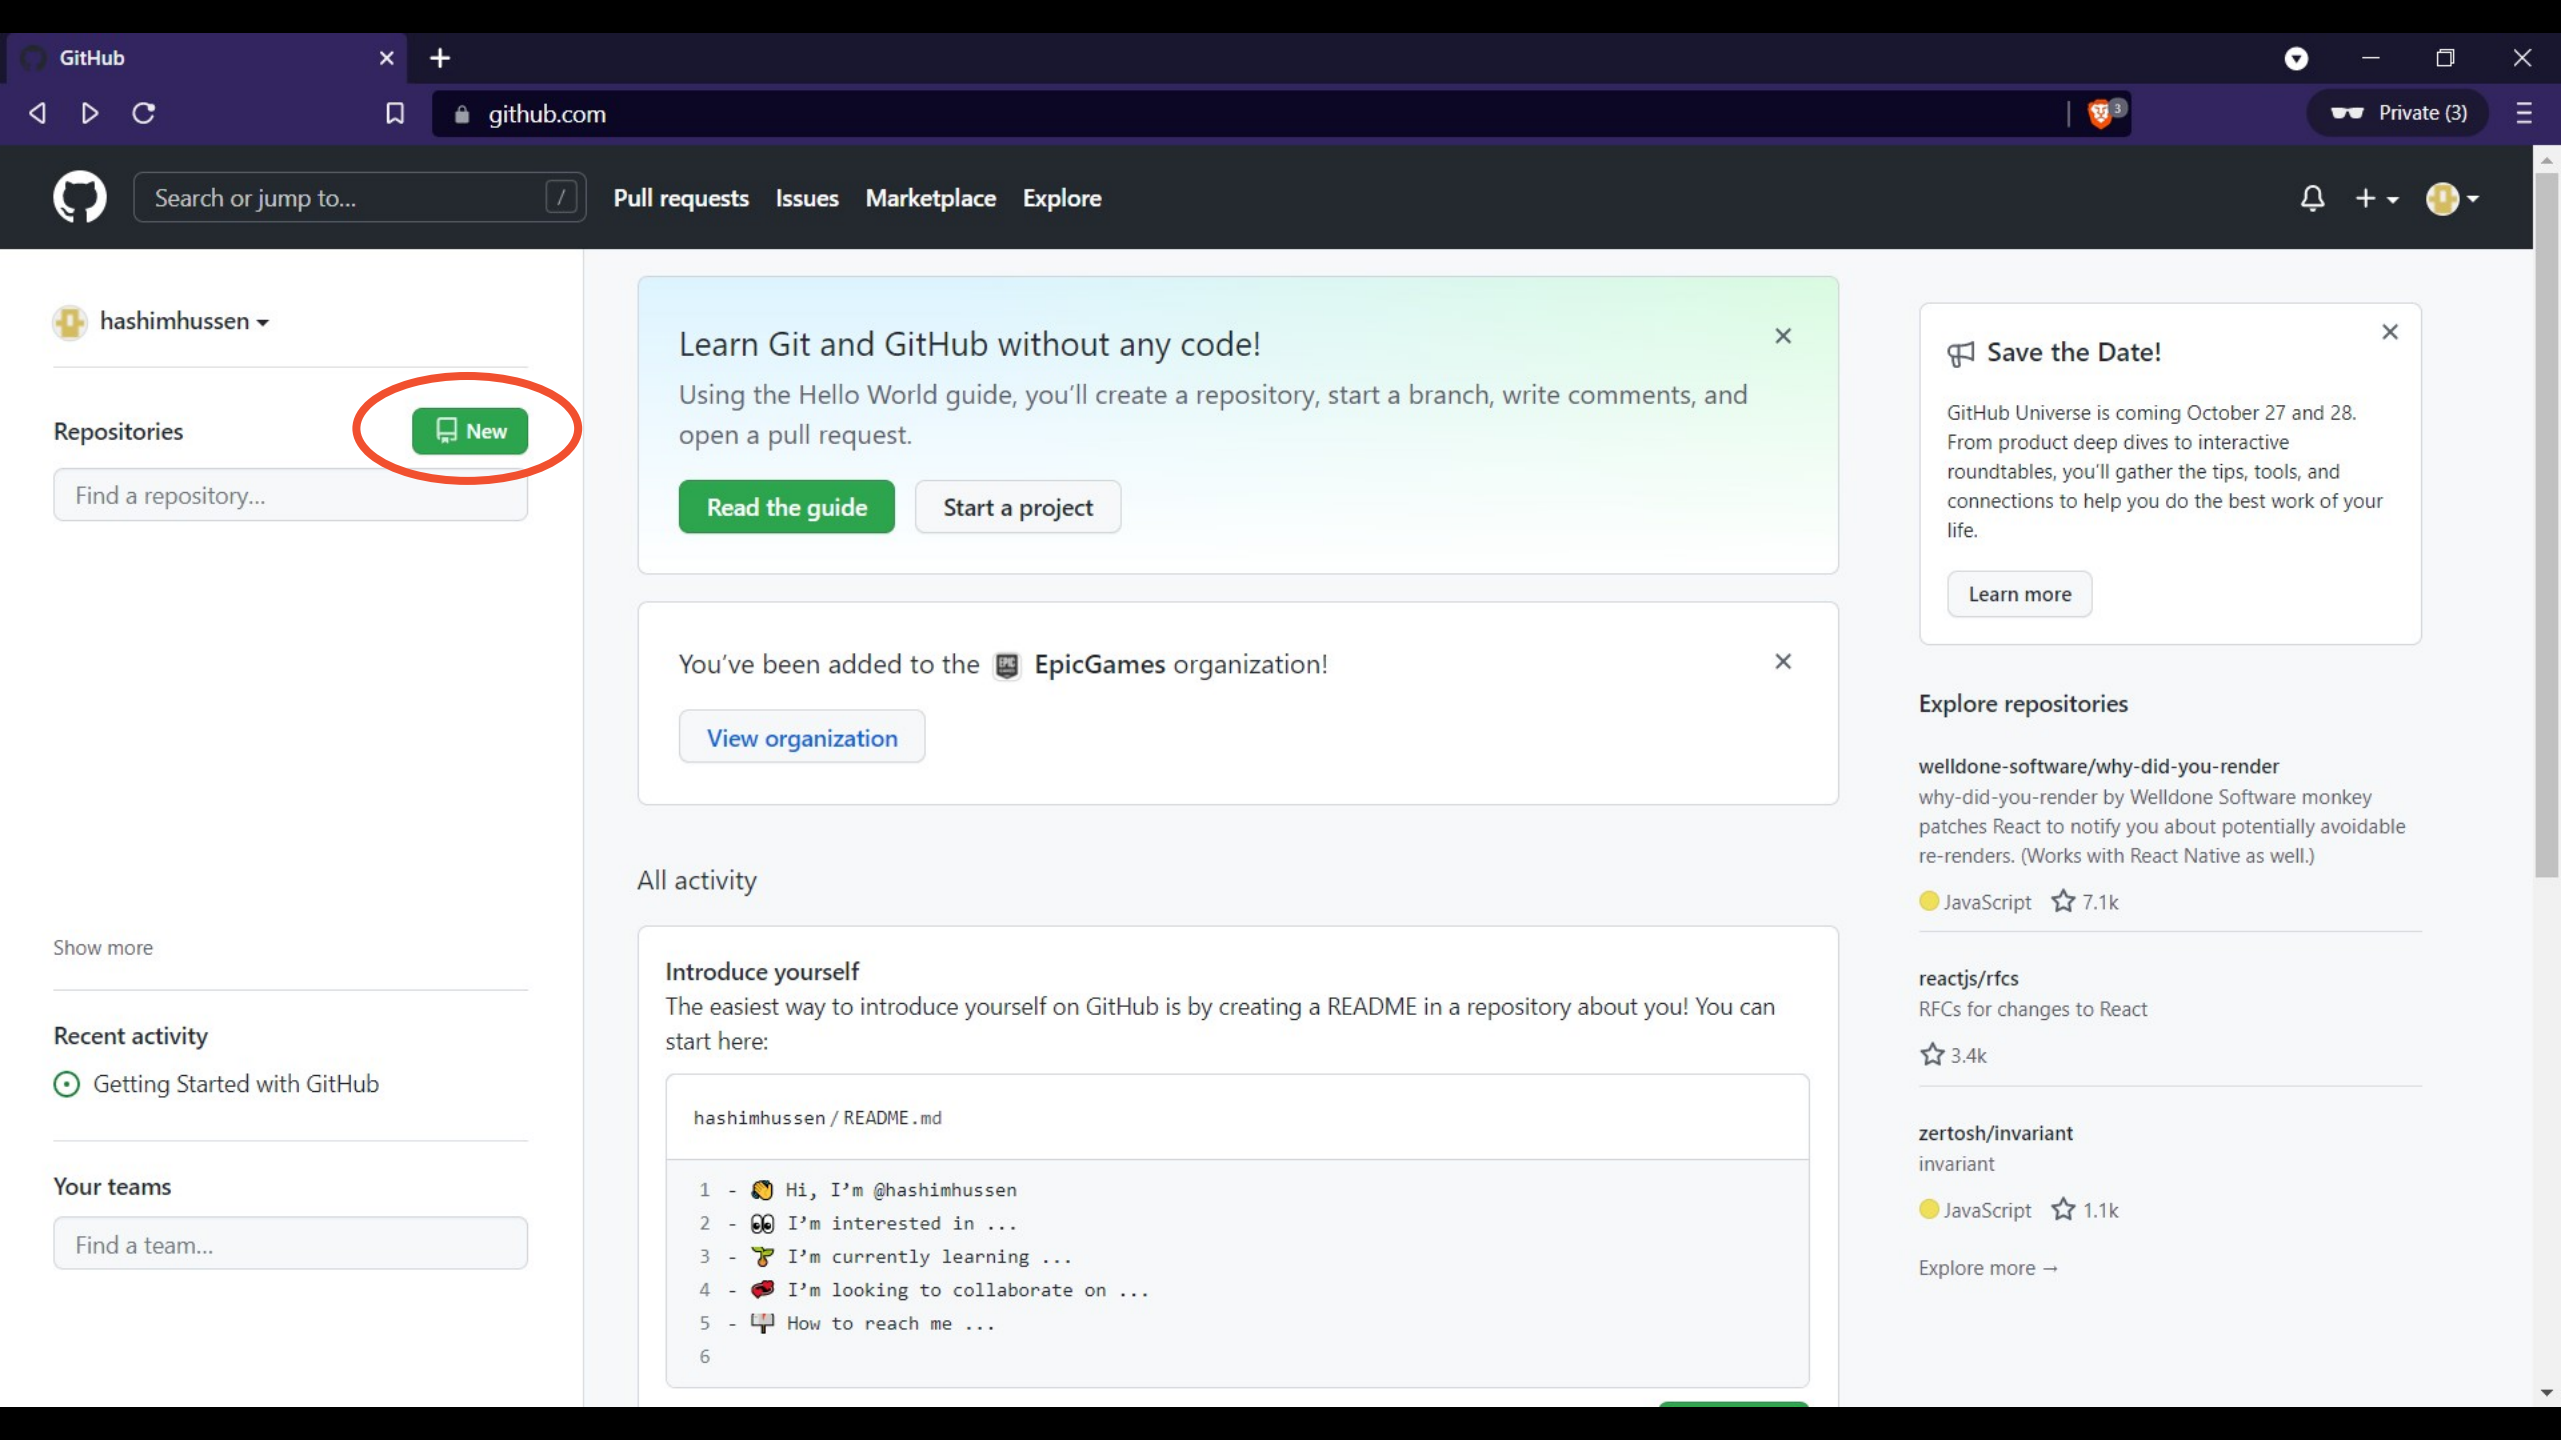 GitHub
github.com
3
Private (3)
Search or jump to...
/
Pull requests Issues Marketplace Explore
hashimhussen
Repositories
New
Find a repository...
Show more
Recent activity
Getting Started with GitHub
Your teams
Find a team...
Learn Git and GitHub without any code!
Using the Hello World guide, you’ll create a repository, start a branch, write comments, and
open a pull request.
Read the guide
Start a project
You’ve been added to the EPIC EpicGames organization!
View organization
All activity
Introduce yourself
The easiest way to introduce yourself on GitHub is by creating a README in a repository about you! You can
start here:
hashimhussen / README.md
1 - 👋 Hi, I’m @hashimhussen
2 - 👀 I’m interested in ...
3 - 🌱 I’m currently learning ...
4 - 💞️ I’m looking to collaborate on ...
5 - 📫 How to reach me ...
6
Save the Date!
GitHub Universe is coming October 27 and 28.
From product deep dives to interactive
roundtables, you'll gather the tips, tools, and
connections to help you do the best work of your
life.
Learn more
Explore repositories
welldone-software/why-did-you-render
why-did-you-render by Welldone Software monkey
patches React to notify you about potentially avoidable
re-renders. (Works with React Native as well.)
JavaScript 7.1k
reactjs/rfcs
RFCs for changes to React
3.4k
zertosh/invariant
invariant
JavaScript 1.1k
Explore more →